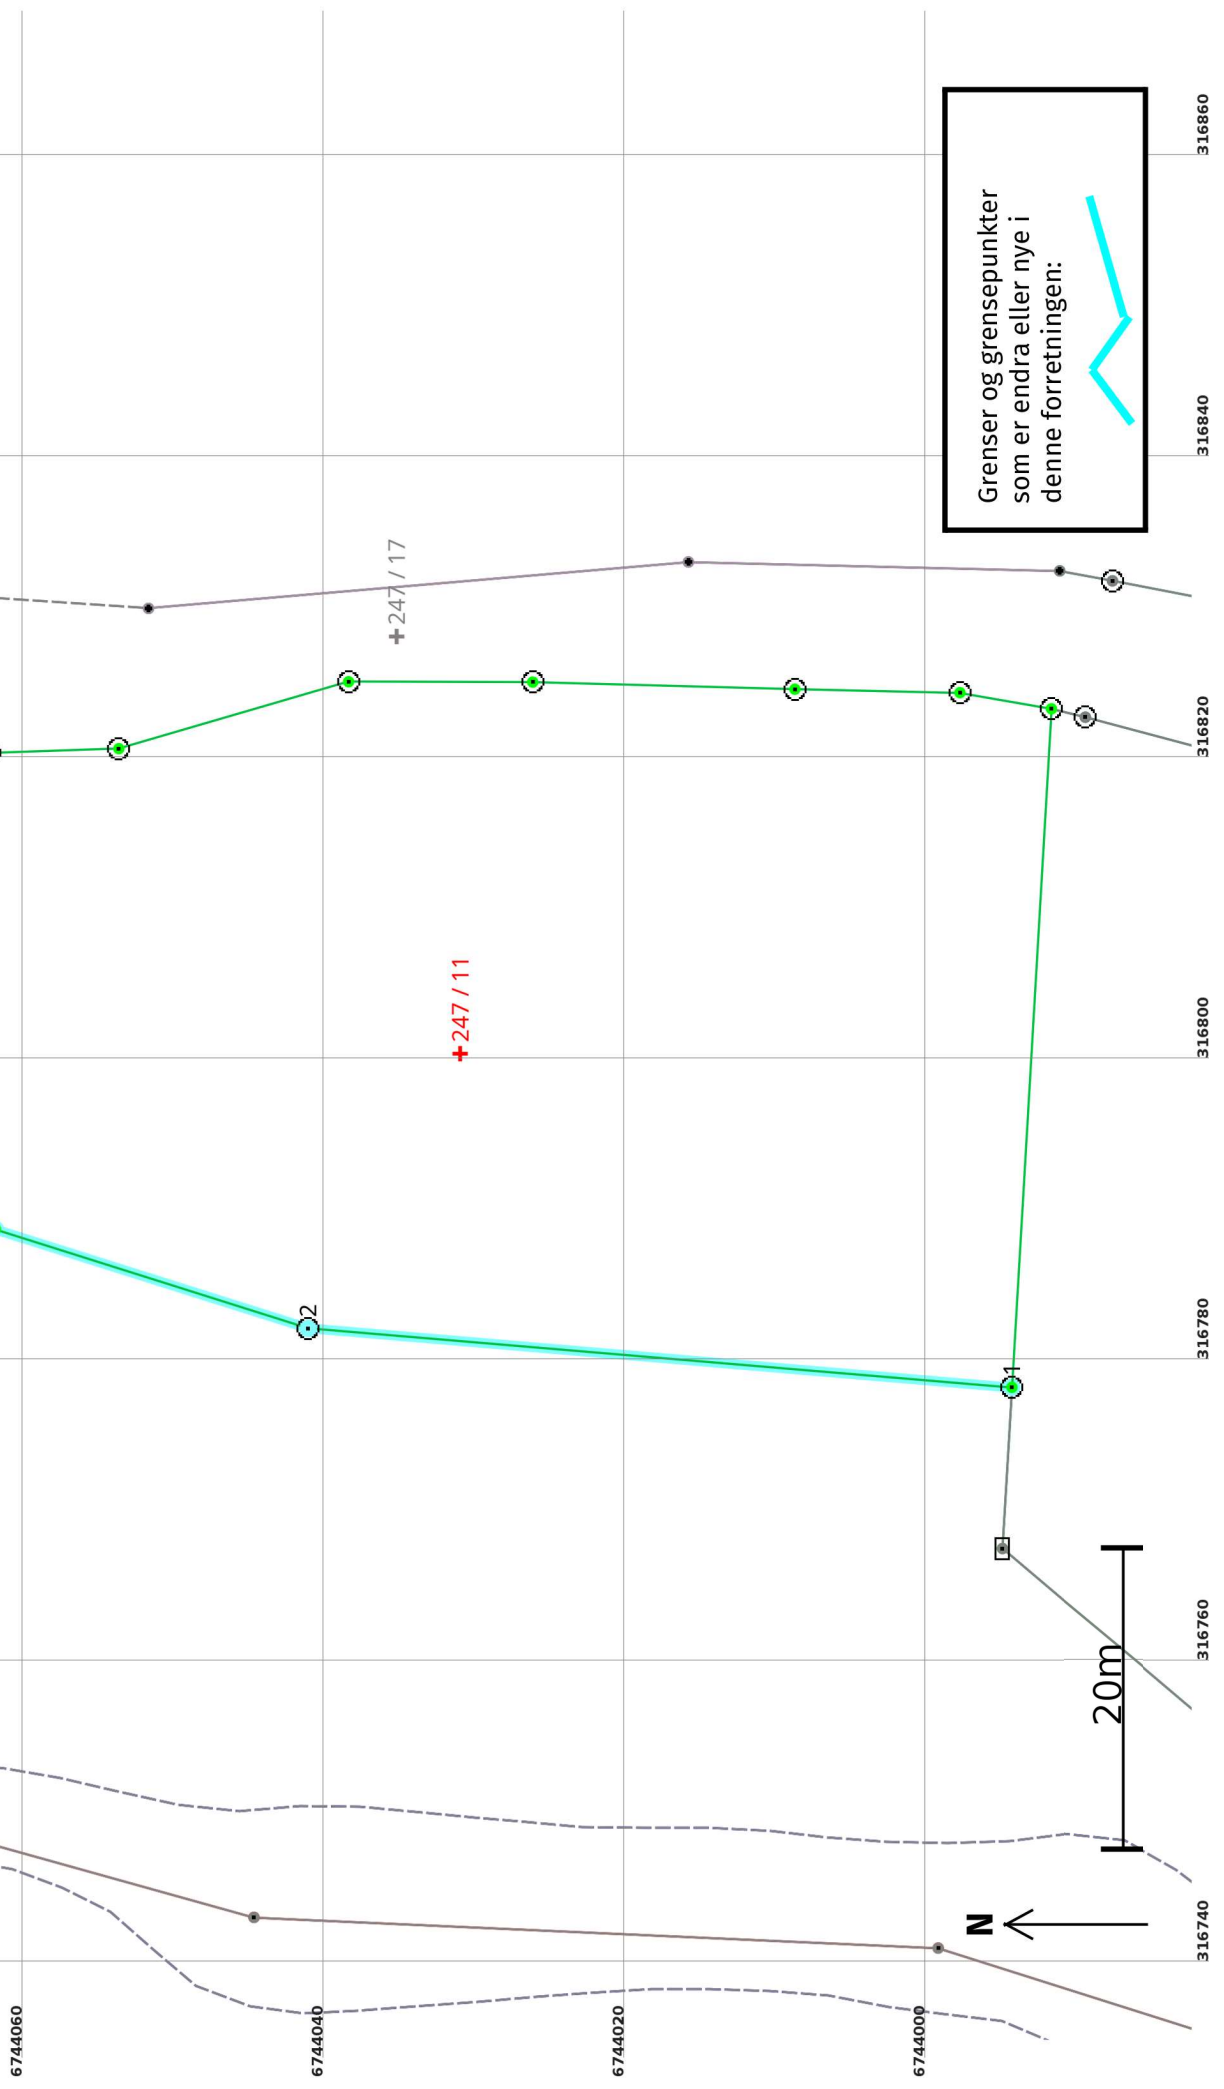 Grenser og grensepunkter
som er endra eller nye i
denne forretningen:
247 / 17
247 / 11
2
1
20m
N
6744060
6744040
6744020
6744000
316740
316760
316780
316800
316820
316840
316860